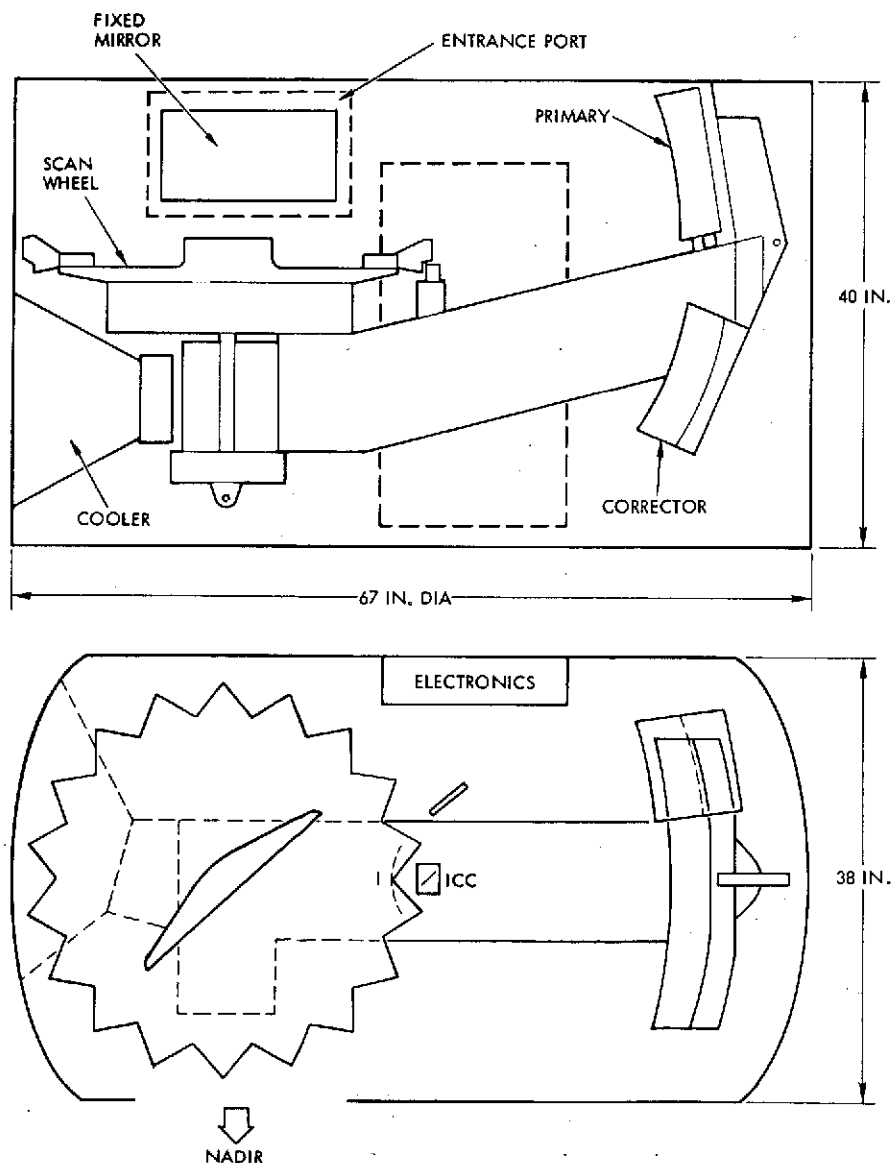 FIXED
MIRROR
ENTRANCE PORT
PRIMARY
SCAN
WHEEL
40 IN.
COOLER
CORRECTOR
67 IN. DIA
ELECTRONICS
I
ICC
38 IN.
NADIR